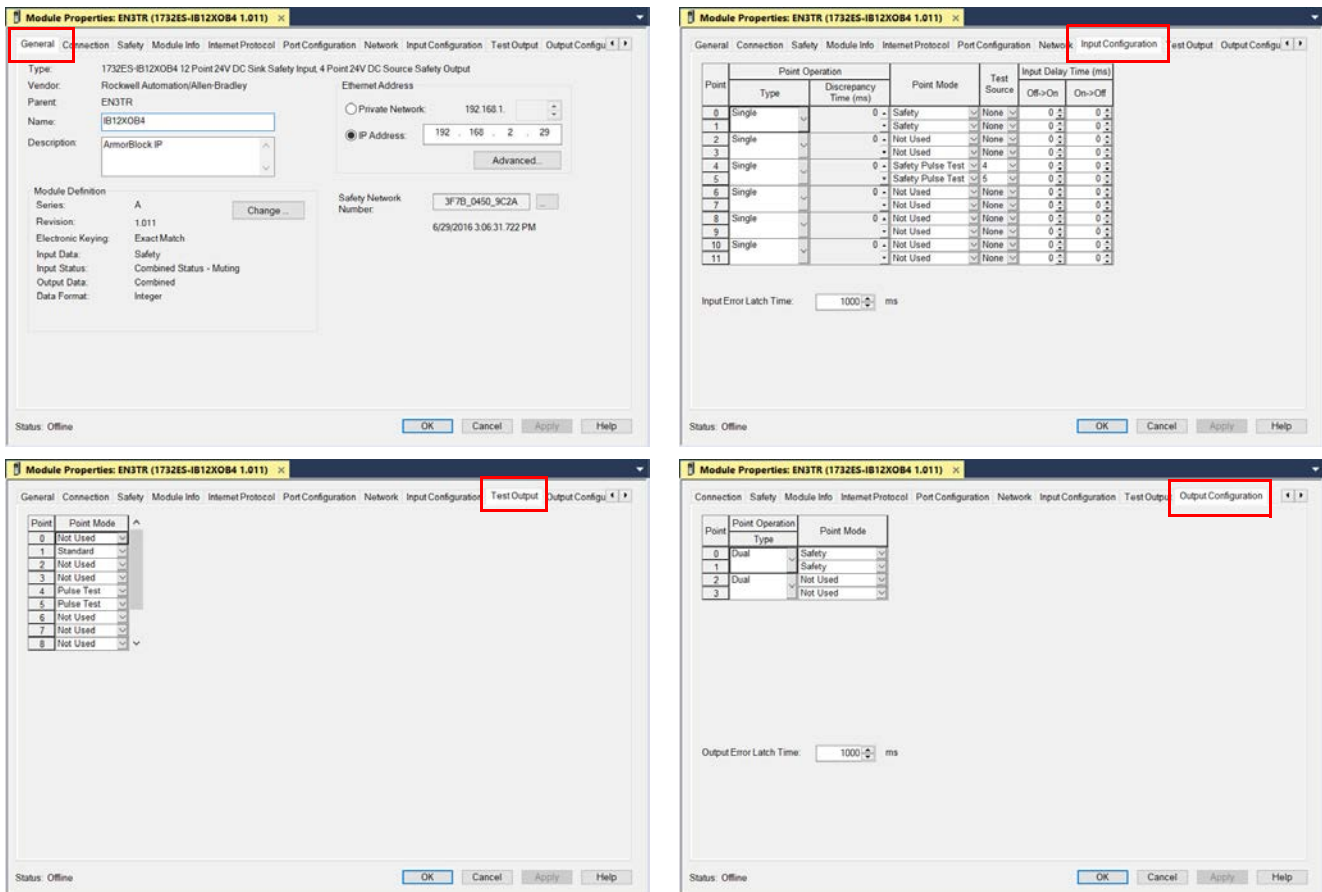 Module Properties: EN3TR (1732ES-IB12XOB4 1.011) ×
General Connection Safety Module Info Internet Protocol Port Configuration Network Input Configuration Test Output Output Configu
Type: 1732ES-IB12XOB4 12 Point 24V DC Sink Safety Input, 4 Point 24V DC Source Safety Output
Vendor: Rockwell Automation/Allen-Bradley
Parent: EN3TR
Name: IB12XOB4
Description: ArmorBlock IP
Ethernet Address
Private Network: 192.168.1.
IP Address: 192 . 168 . 2 . 29
Advanced...
Module Definition
Series: A
Change ...
Revision: 1.011
Electronic Keying: Exact Match
Input Data: Safety
Input Status: Combined Status - Muting
Output Data: Combined
Data Format: Integer
Safety Network Number: 3F7B_0450_9C2A ...
6/29/2016 3:06:31.722 PM
Status: Offline
OK Cancel Apply Help
Module Properties: EN3TR (1732ES-IB12XOB4 1.011) ×
General Connection Safety Module Info Internet Protocol Port Configuration Network Input Configuration Test Output Output Configu
Point Point Operation Point Mode Test Source Input Delay Time (ms)
Type Discrepancy Time (ms) Off->On On->Off
0 Single 0 Safety None 0 0
1 Safety None 0 0
2 Single 0 Not Used None 0 0
3 Not Used None 0 0
4 Single 0 Safety Pulse Test 4 0 0
5 Safety Pulse Test 5 0 0
6 Single 0 Not Used None 0 0
7 Not Used None 0 0
8 Single 0 Not Used None 0 0
9 Not Used None 0 0
10 Single 0 Not Used None 0 0
11 Not Used None 0 0
Input Error Latch Time: 1000 ms
Status: Offline
OK Cancel Apply Help
Module Properties: EN3TR (1732ES-IB12XOB4 1.011) ×
General Connection Safety Module Info Internet Protocol Port Configuration Network Input Configuration Test Output Output Configu
Point Point Mode
0 Not Used
1 Standard
2 Not Used
3 Not Used
4 Pulse Test
5 Pulse Test
6 Not Used
7 Not Used
8 Not Used
Status: Offline
OK Cancel Apply Help
Module Properties: EN3TR (1732ES-IB12XOB4 1.011) ×
Connection Safety Module Info Internet Protocol Port Configuration Network Input Configuration Test Output Output Configuration
Point Point Operation Point Mode
Type
0 Dual Safety
1 Safety
2 Dual Not Used
3 Not Used
Output Error Latch Time: 1000 ms
Status: Offline
OK Cancel Apply Help